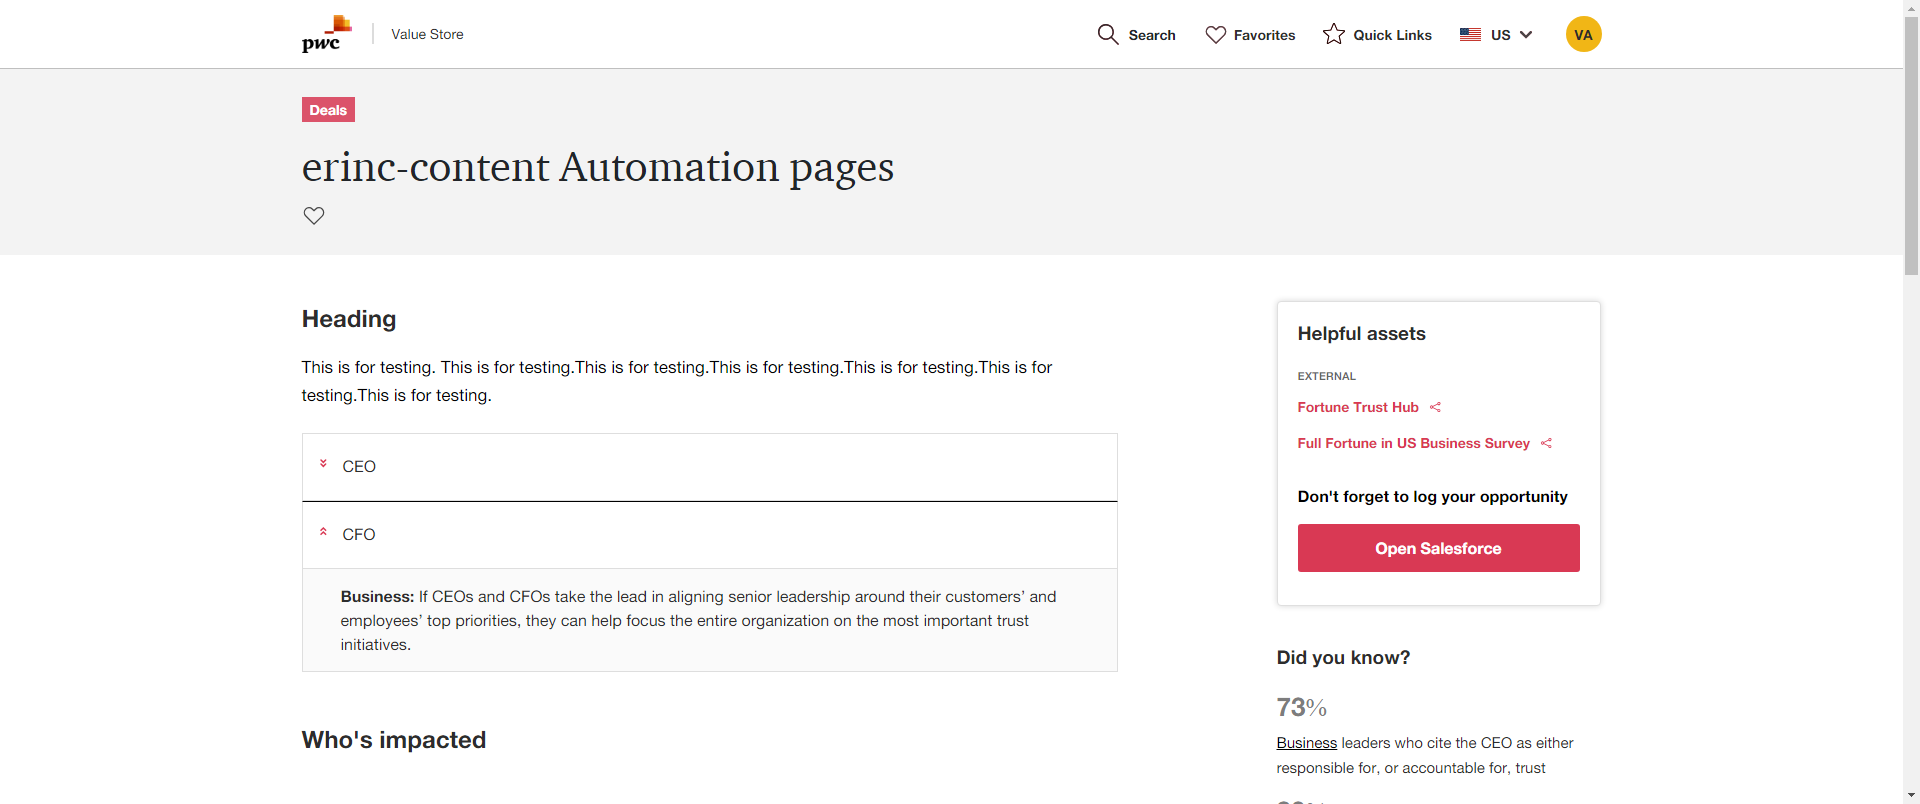 pwc
Value Store
Search
Favorites
Quick Links
US
VA
Deals
erinc-content Automation pages
Heading
This is for testing. This is for testing.This is for testing.This is for testing.This is for testing.This is for
testing.This is for testing.
CEO
CFO
Business: If CEOs and CFOs take the lead in aligning senior leadership around their customers’ and
employees’ top priorities, they can help focus the entire organization on the most important trust
initiatives.
Who's impacted
Helpful assets
EXTERNAL
Fortune Trust Hub
Full Fortune in US Business Survey
Don't forget to log your opportunity
Open Salesforce
Did you know?
73%
Business leaders who cite the CEO as either
responsible for, or accountable for, trust